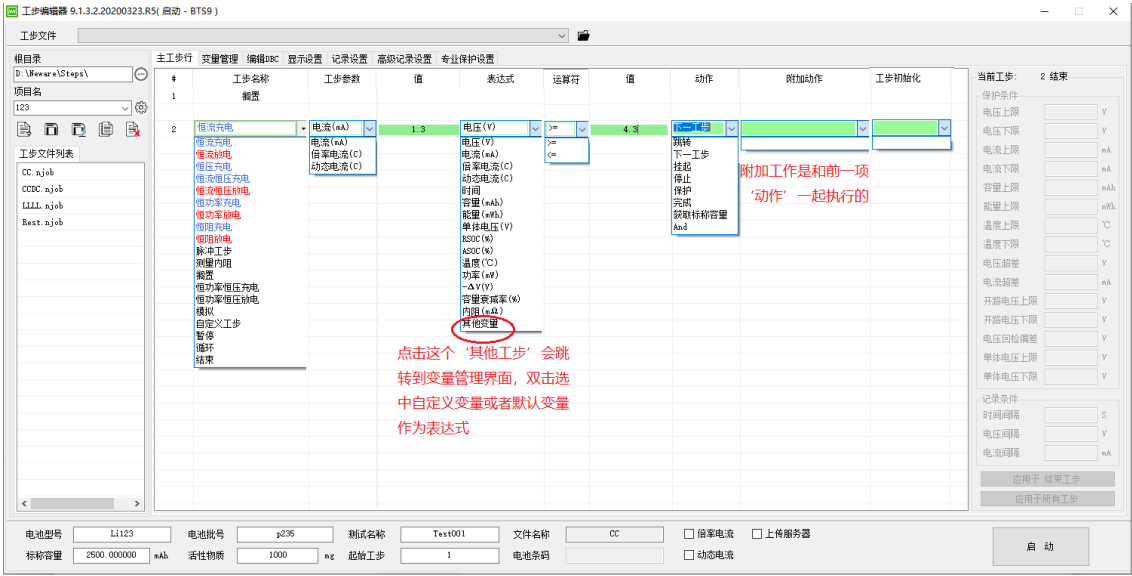 工步编辑器 9.1.3.2.20200323.R5( 启动 - BTS9 )
工步文件
根目录
D:\Neware\Steps\
项目名
123
工步文件列表
CC.njob
CCDC.njob
LLLL.njob
Rest.njob
主工步行 变量管理 编辑DBC 显示设置 记录设置 高级记录设置 专业保护设置
# 工步名称 工步参数 值 表达式 运算符 值 动作 附加动作 工步初始化
1 搁置
2 恒流充电 电流(mA) 1.3 电压(V) >= 4.3 下一工步
恒流充电
恒流放电
恒压充电
恒流恒压充电
恒流恒压放电
恒功率充电
恒功率放电
恒阻充电
恒阻放电
脉冲工步
测量内阻
搁置
恒功率恒压充电
恒功率恒压放电
模拟
自定义工步
暂停
循环
结束
电流(mA)
倍率电流(C)
动态电流(C)
电压(V)
电流(mA)
倍率电流(C)
动态电流(C)
时间
容量(mAh)
能量(mWh)
单体电压(V)
RSOC(%)
ASOC(%)
温度(℃)
功率(mW)
-ΔV(V)
容量衰减率(%)
内阻(mΩ)
其他变量
>=
<=
跳转
下一工步
挂起
停止
保护
完成
获取标称容量
And
附加工作是和前一项
‘动作’一起执行的
点击这个‘其他工步’会跳
转到变量管理界面，双击选
中自定义变量或者默认变量
作为表达式
当前工步: 2 结束
保护条件
电压上限 V
电压下限 V
电流上限 mA
电流下限 mA
容量上限 mAh
能量上限 mWh
温度上限 ℃
温度下限 ℃
电压超差 V
电流超差 mA
开路电压上限 V
开路电压下限 V
电压回检偏差 V
单体电压上限 V
单体电压下限 V
记录条件
时间间隔 S
电压间隔 V
电流间隔 mA
应用于 结束工步
应用于所有工步
电池型号 Li123 电池批号 p235 测试名称 Test001 文件名称 CC 倍率电流 上传服务器
标称容量 2500.000000 mAh 活性物质 1000 mg 起始工步 1 电池条码 动态电流
启 动